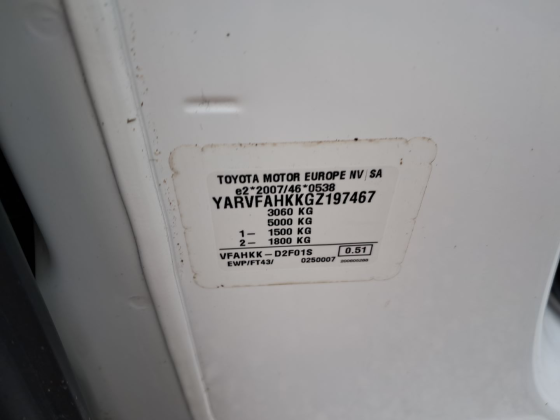 TOYOTA MOTOR EUROPE NV/SA
e2*2007/46*0538
YARVFAHKKGZ197467
3060 KG
5000 KG
1- 1500 KG
2- 1800 KG
VFAHKK-D2F01S 0.51
EWP/FT43/ 0250007